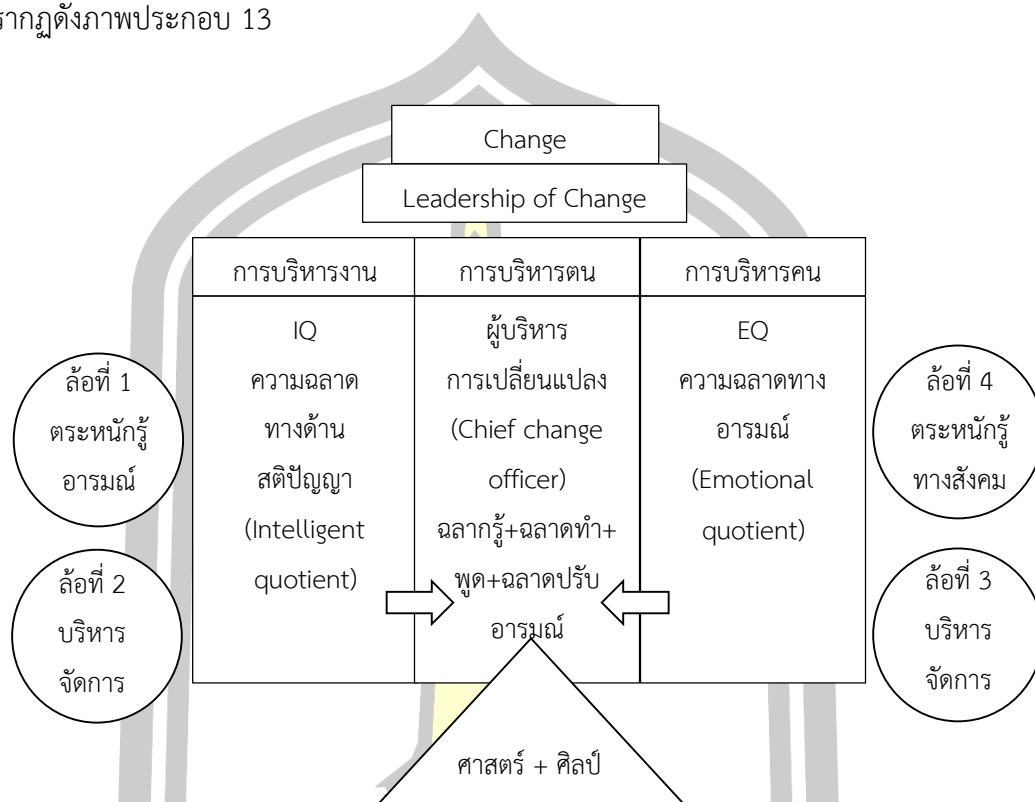 รากฏดังภาพประกอบ 13
Change
Leadership of Change
การบริหารงาน
การบริหารตน
การบริหารคน
IQ
ความฉลาด
ทางด้าน
สติปัญญา
(Intelligent
quotient)
ผู้บริหาร
การเปลี่ยนแปลง
(Chief change
officer)
ฉลากรู้+ฉลาดทำ+
พูด+ฉลาดปรับ
อารมณ์
EQ
ความฉลาดทาง
อารมณ์
(Emotional
quotient)
ล้อที่ 1
ตระหนักรู้
อารมณ์
ล้อที่ 2
บริหาร
จัดการ
ล้อที่ 4
ตระหนักรู้
ทางสังคม
ล้อที่ 3
บริหาร
จัดการ
ศาสตร์ + ศิลป์